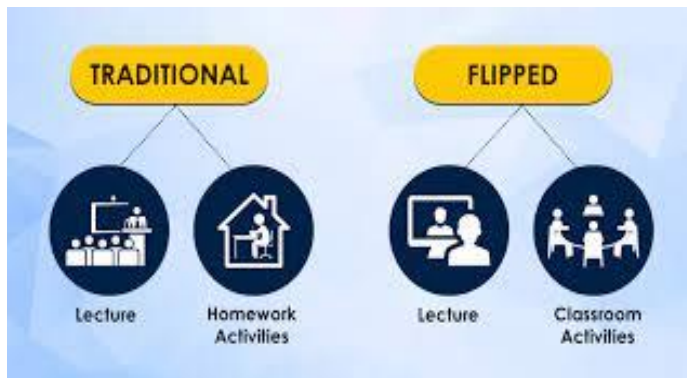 TRADITIONAL
FLIPPED
Lecture
Homework
Activities
Lecture
Classroom
Activities